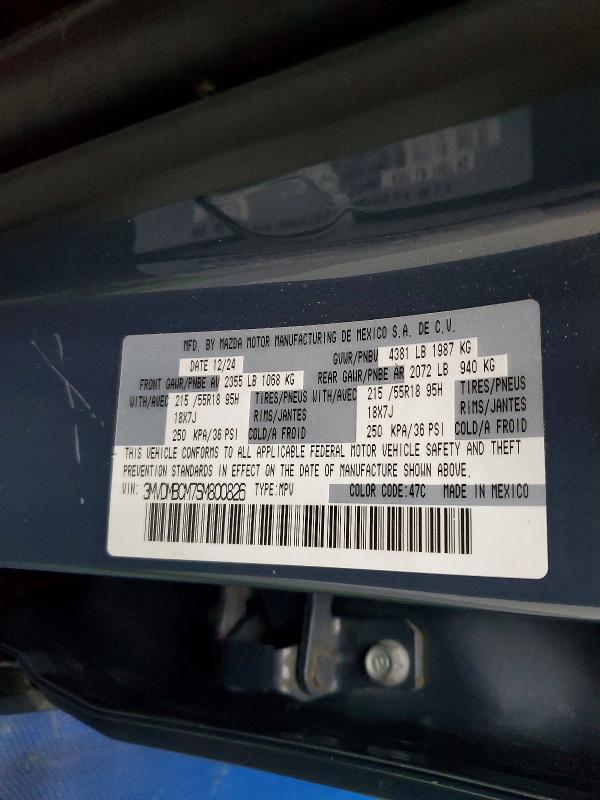 MFD. BY MAZDA MOTOR MANUFACTURING DE MEXICO S.A. DE C.V.
DATE 12/24 GVWR/PNBV 4381 LB 1987 KG
FRONT GAWR/PNBE AV 2355 LB 1068 KG REAR GAWR/PNBE AR 2072 LB 940 KG
WITH/AVEC 215 /55R18 95H TIRES/PNEUS WITH/AVEC 215 /55R18 95H TIRES/PNEUS
18X7J RIMS/JANTES 18X7J RIMS/JANTES
250 KPA/36 PSI COLD/A FROID 250 KPA/36 PSI COLD/A FROID
THIS VEHICLE CONFORMS TO ALL APPLICABLE FEDERAL MOTOR VEHICLE SAFETY AND THEFT
PREVENTION STANDARDS IN EFFECT ON THE DATE OF MANUFACTURE SHOWN ABOVE.
VIN: 3MVDMBCM7SM800826 TYPE:MPV COLOR CODE:47C MADE IN MEXICO